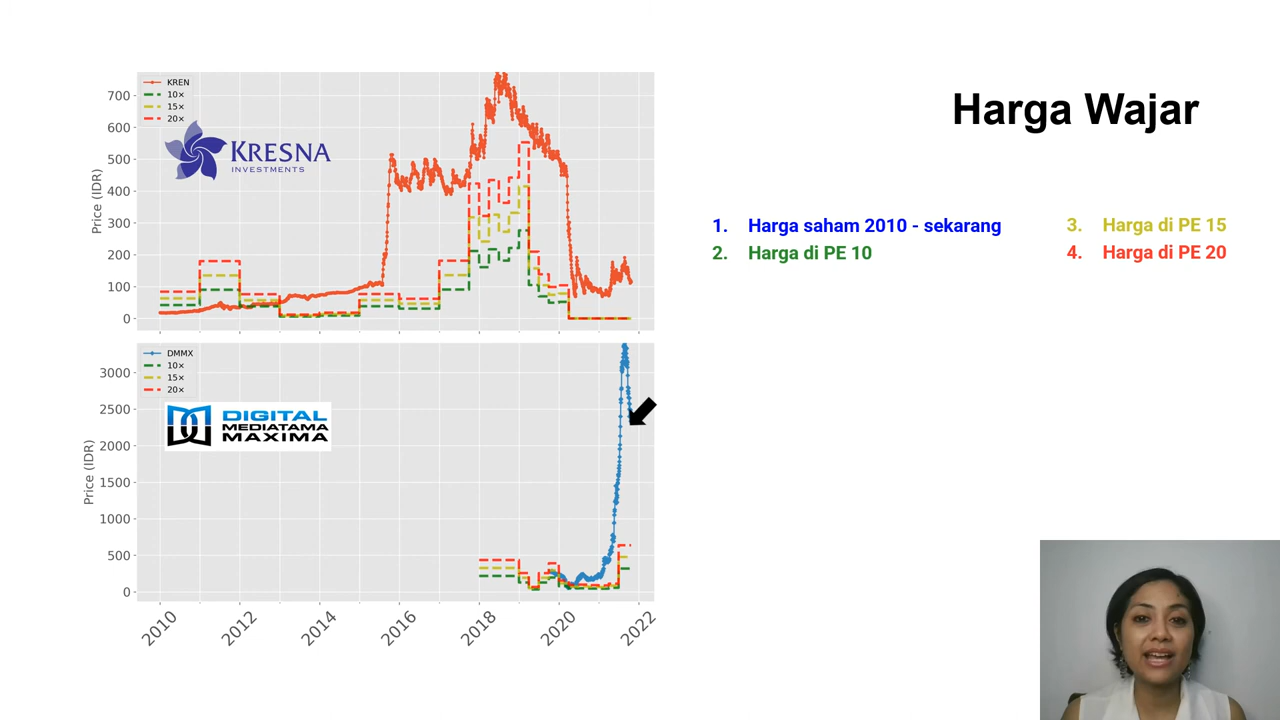 Harga Wajar
KREN
10×
15×
20×
KRESNA
INVESTMENTS
Price (IDR)
700
600
500
400
300
200
100
0
1. Harga saham 2010 - sekarang
2. Harga di PE 10
3. Harga di PE 15
4. Harga di PE 20
DMMX
10×
15×
20×
DIGITAL
MEDIATAMA
MAXIMA
Price (IDR)
3000
2500
2000
1500
1000
500
0
2010
2012
2014
2016
2018
2020
2022